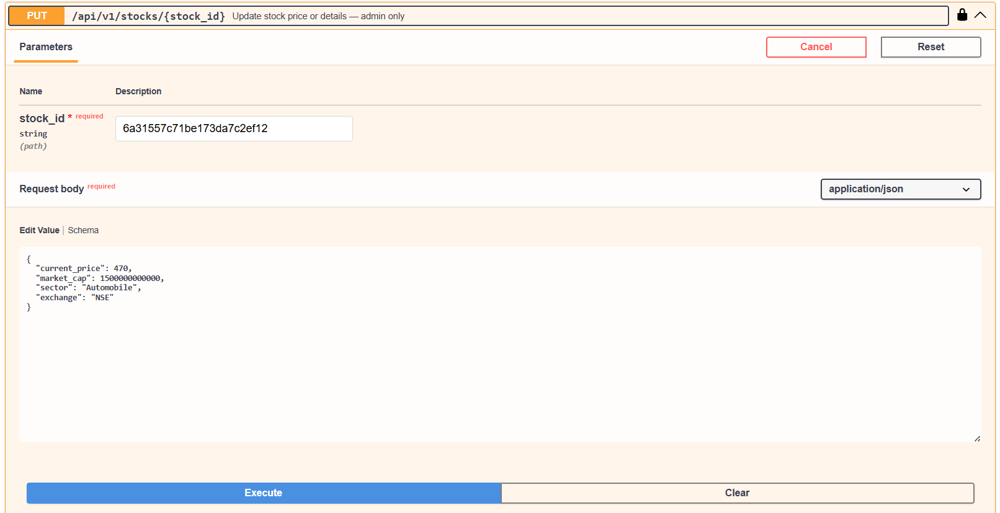 PUT /api/v1/stocks/{stock_id} Update stock price or details — admin only
Parameters Cancel Reset
Name Description
stock_id * required
string
(path)
6a31557c71be173da7c2ef12
Request body required application/json
Edit Value | Schema
{
  "current_price": 470,
  "market_cap": 1500000000000,
  "sector": "Automobile",
  "exchange": "NSE"
}
Execute Clear